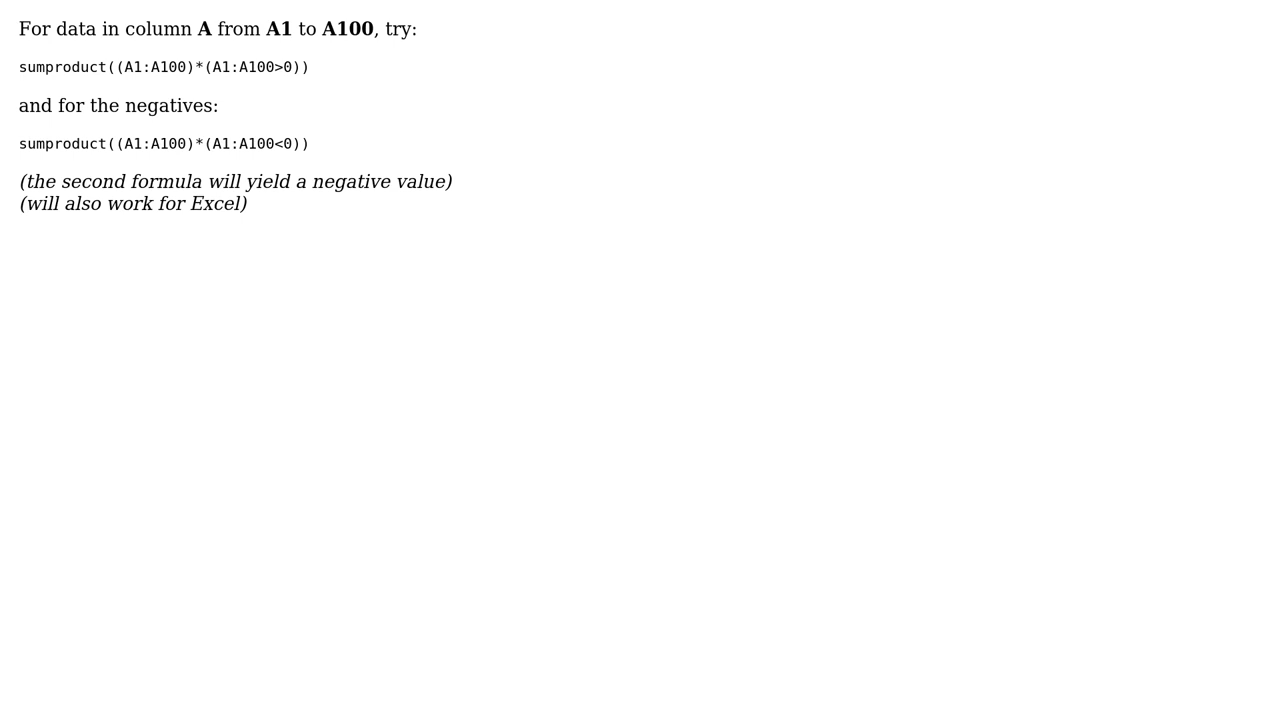 For data in column A from A1 to A100, try:
sumproduct((A1:A100)*(A1:A100>0))
and for the negatives:
sumproduct((A1:A100)*(A1:A100<0))
(the second formula will yield a negative value)
(will also work for Excel)